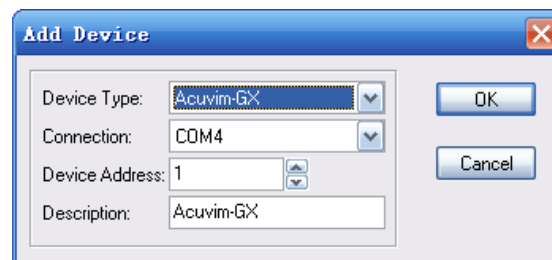 Add Device
Device Type: Acuvim-GX
OK
Connection: COM4
Device Address: 1
Cancel
Description: Acuvim-GX